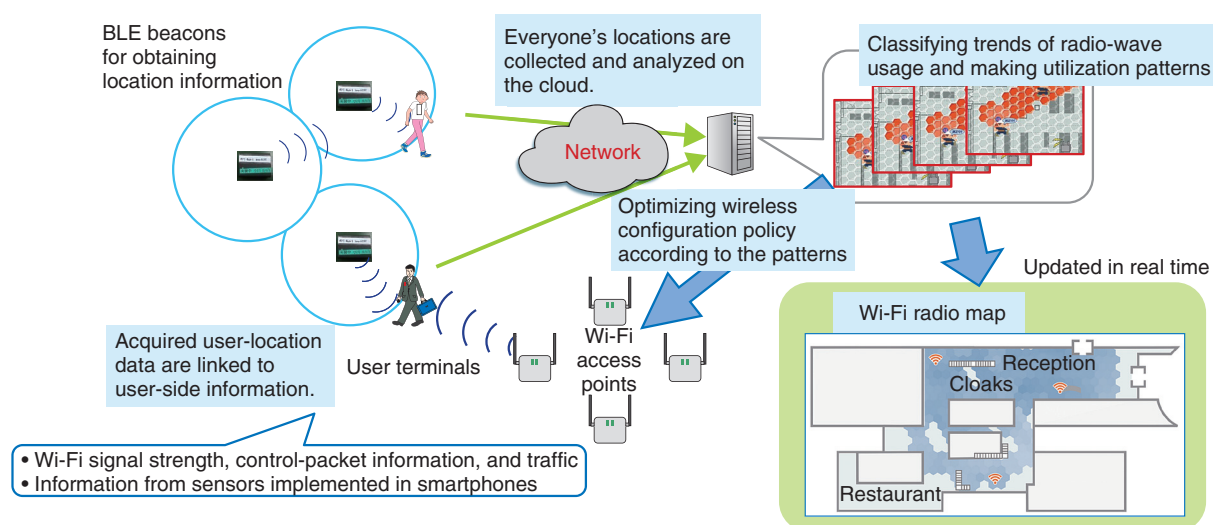 BLE beacons
for obtaining
location information
Everyone’s locations are
collected and analyzed on
the cloud.
Classifying trends of radio-wave
usage and making utilization patterns
Network
Optimizing wireless
configuration policy
according to the patterns
Updated in real time
Wi-Fi radio map
Reception
Cloaks
Restaurant
Wi-Fi
access
points
User terminals
Acquired user-location
data are linked to
user-side information.
• Wi-Fi signal strength, control-packet information, and traffic
• Information from sensors implemented in smartphones